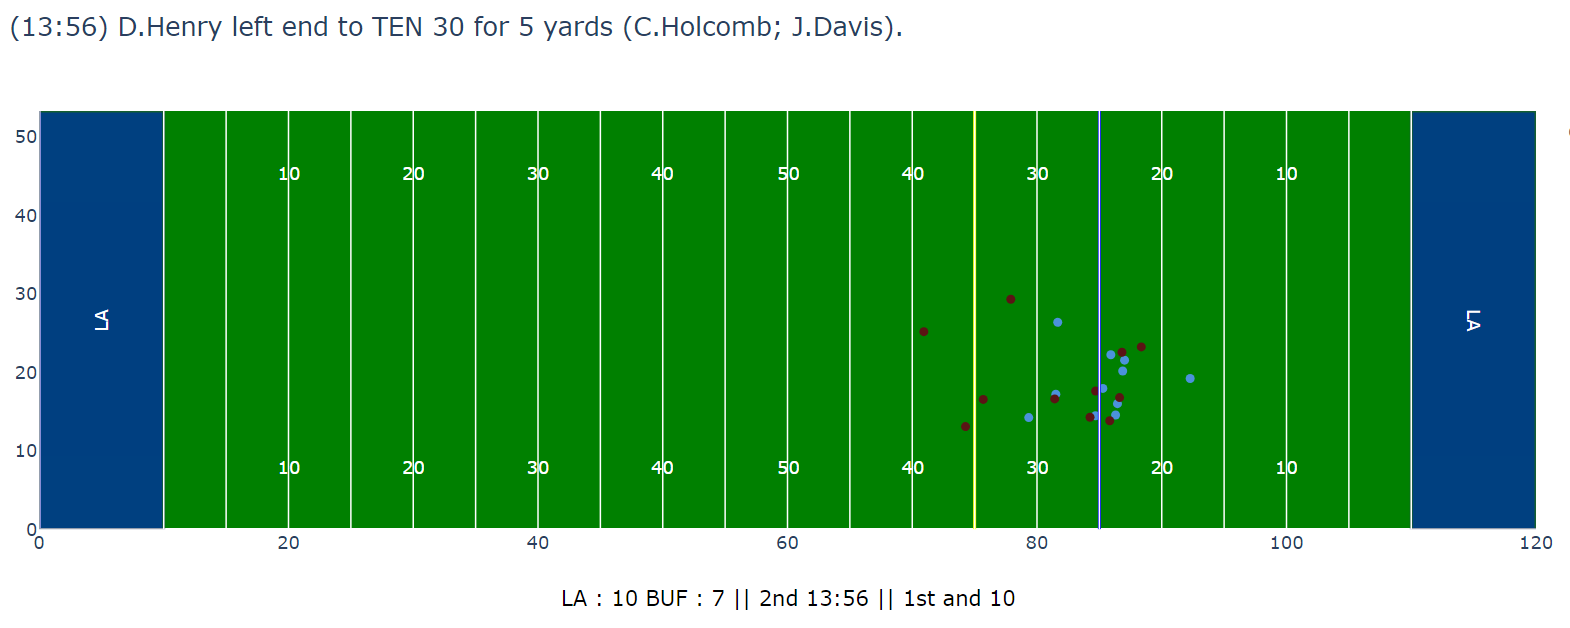 (13:56) D.Henry left end to TEN 30 for 5 yards (C.Holcomb; J.Davis).
50
40
30
20
10
0
10 20 30 40 50 40 30 20 10
LA LA
10 20 30 40 50 40 30 20 10
0 20 40 60 80 100 120
LA : 10 BUF : 7 || 2nd 13:56 || 1st and 10